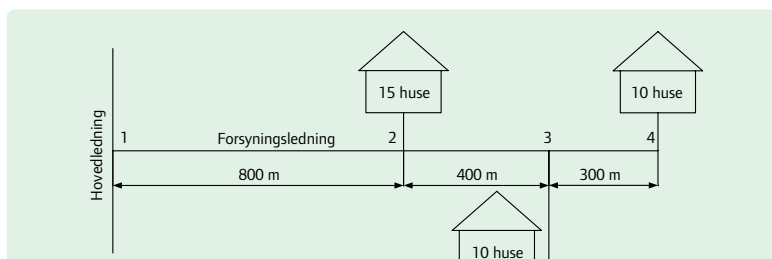 15 huse
10 huse
Hovedledning
1
Forsyningsledning
2
3
4
800 m
400 m
300 m
10 huse